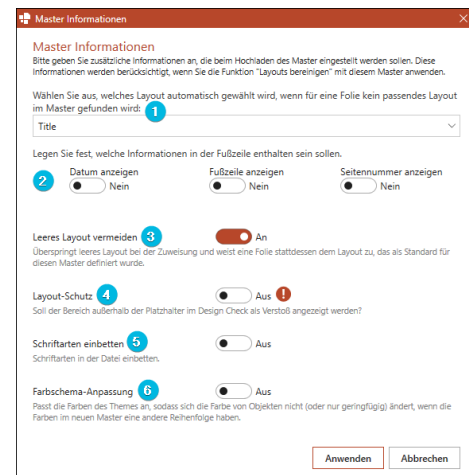 Master Informationen
Master Informationen
Bitte geben Sie zusätzliche Informationen an, die beim Hochladen des Master eingestellt werden sollen. Diese
Informationen werden berücksichtigt, wenn Sie die Funktion "Layouts bereinigen" mit diesem Master anwenden.
Wählen Sie aus, welches Layout automatisch gewählt wird, wenn für eine Folie kein passendes Layout
im Master gefunden wird: 1
Title
Legen Sie fest, welche Informationen in der Fußzeile enthalten sein sollen.
Datum anzeigen Fußzeile anzeigen Seitennummer anzeigen
2 Nein Nein Nein
Leeres Layout vermeiden 3 An
Überspringt leeres Layout bei der Zuweisung und weist eine Folie stattdessen dem Layout zu, das als Standard für
diesen Master definiert wurde.
Layout-Schutz 4 Aus !
Soll der Bereich außerhalb der Platzhalter im Design Check als Verstoß angezeigt werden?
Schriftarten einbetten 5 Aus
Schriftarten in der Datei einbetten.
Farbschema-Anpassung 6 Aus
Passt die Farben des Themes an, sodass sich die Farbe von Objekten nicht (oder nur geringfügig) ändert, wenn die
Farben im neuen Master eine andere Reihenfolge haben.
Anwenden Abbrechen